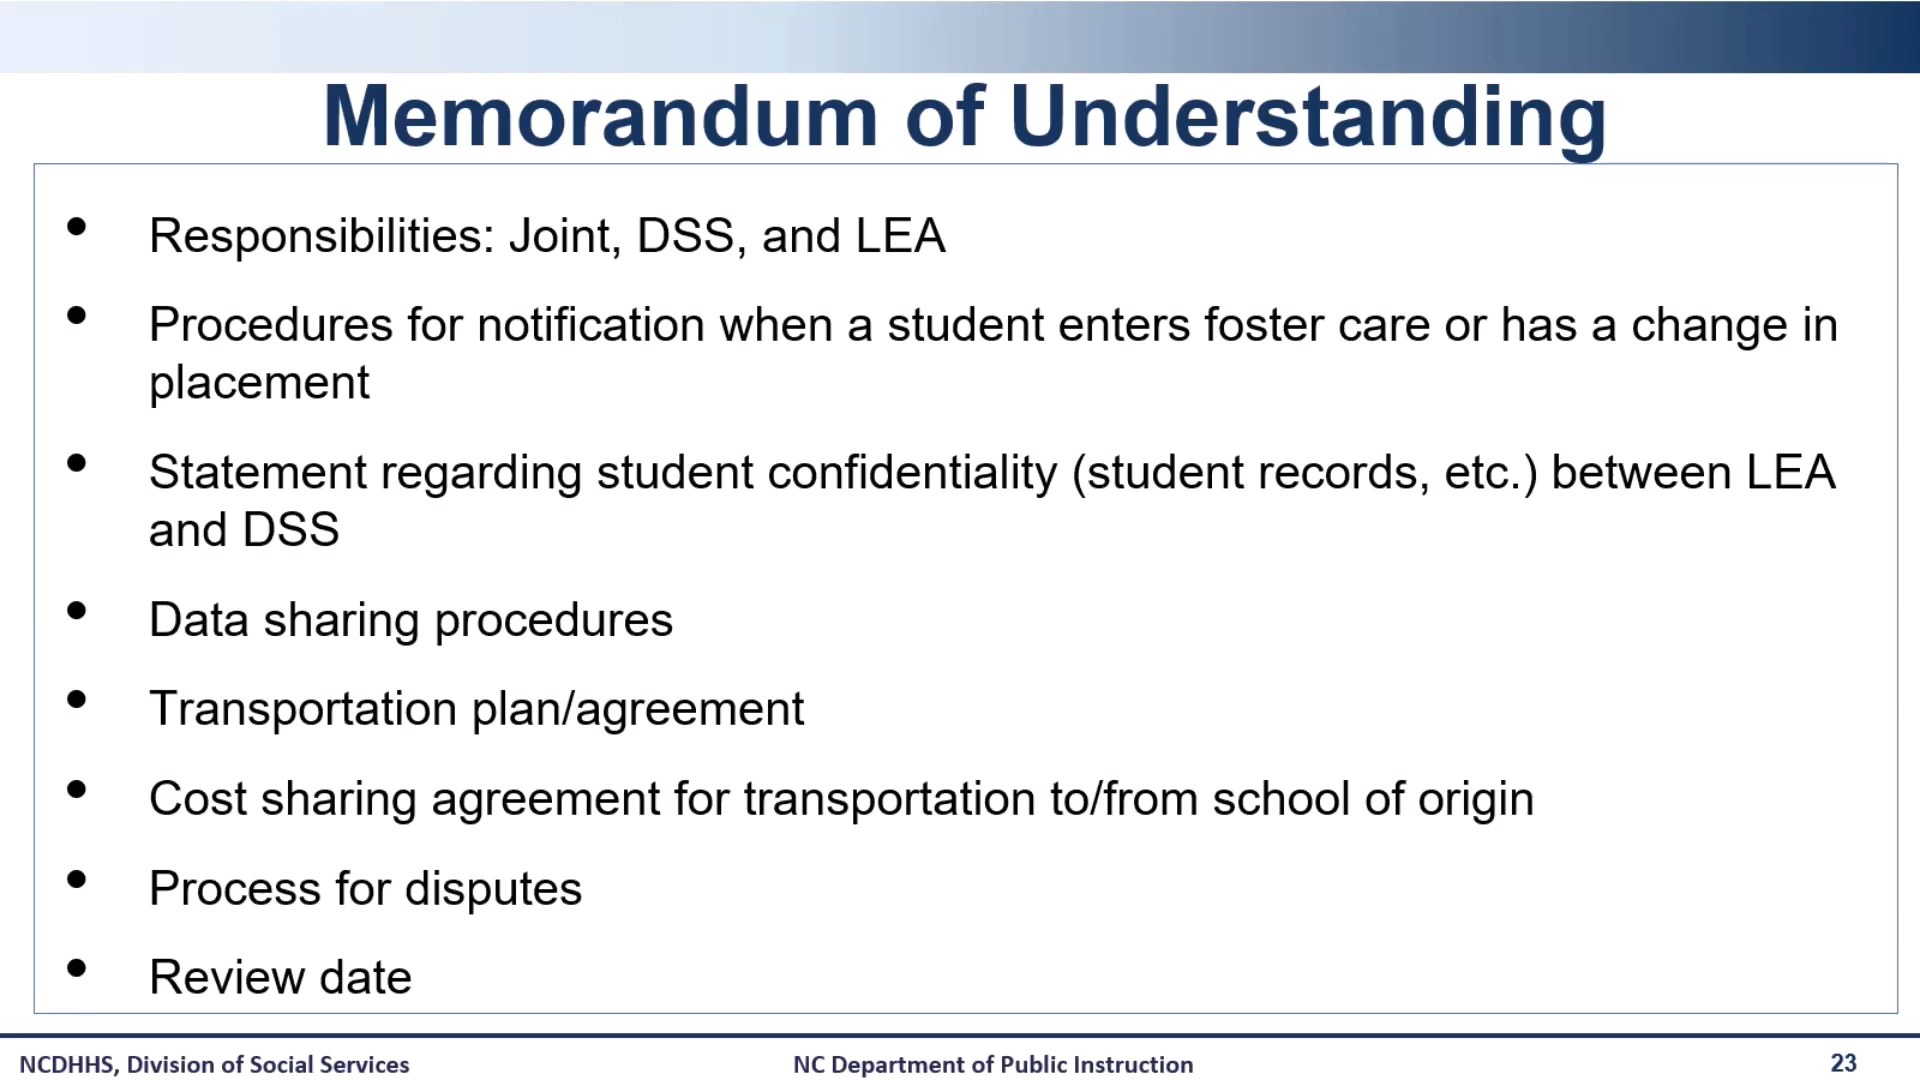 Memorandum of Understanding
• Responsibilities: Joint, DSS, and LEA
• Procedures for notification when a student enters foster care or has a change in
placement
• Statement regarding student confidentiality (student records, etc.) between LEA
and DSS
• Data sharing procedures
• Transportation plan/agreement
• Cost sharing agreement for transportation to/from school of origin
• Process for disputes
• Review date
NCDHHS, Division of Social Services
NC Department of Public Instruction
23